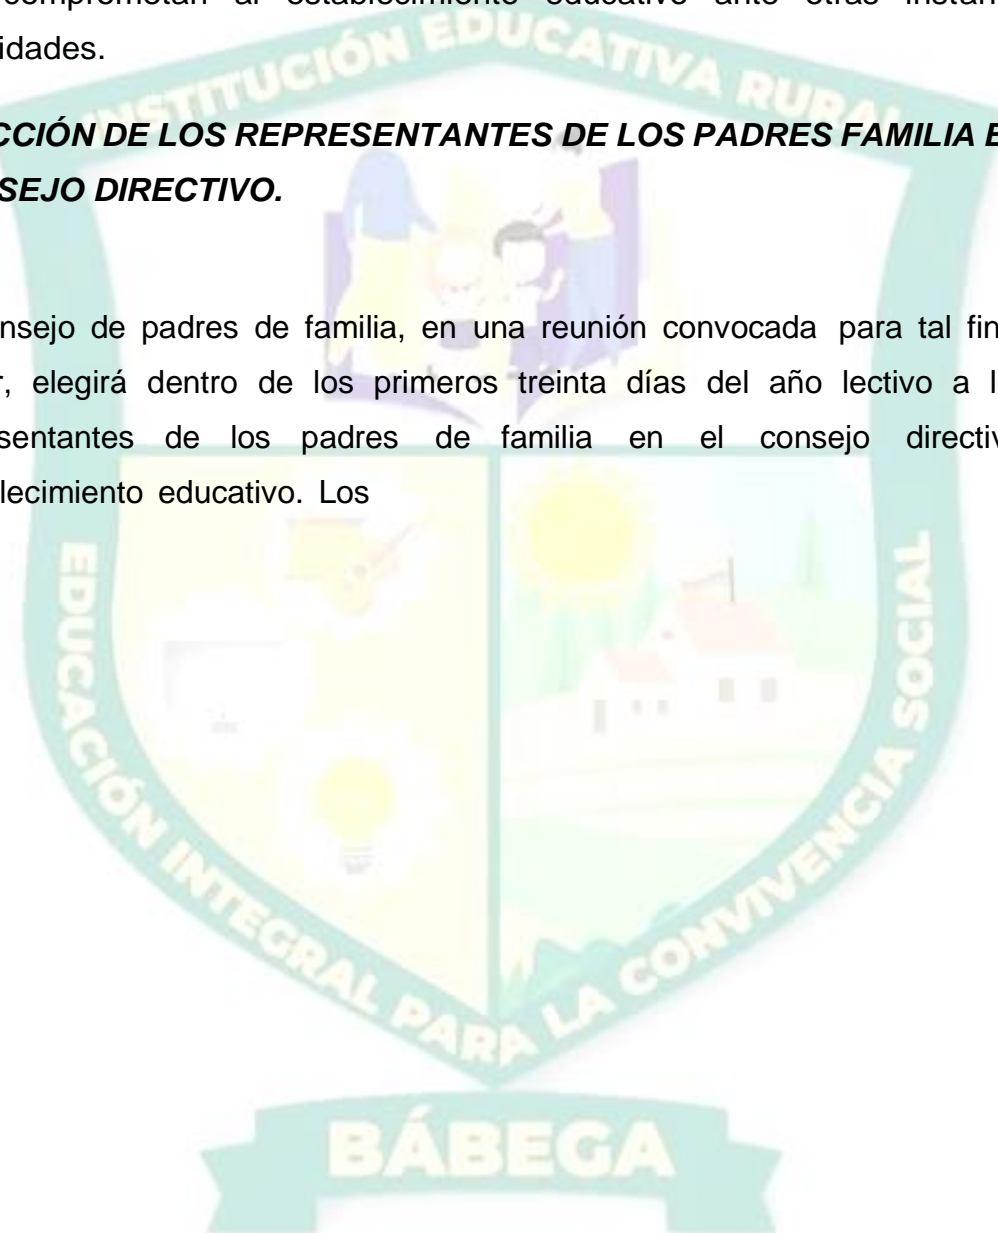 comprometan al establecimiento educativo ante otras
idades.
CCIÓN DE LOS REPRESENTANTES DE LOS PADRES FAMILIA E
SEJO DIRECTIVO.
nsejo de padres de familia, en una reunión convocada para tal fin
r, elegirá dentro de los primeros treinta días del año lectivo a l
sentantes de los padres de familia en el consejo directiv
lecimiento educativo. Los
INSTITUCIÓN EDUCATIVA RURAL
EDUCACIÓN INTEGRAL PARA LA CONVIVENCIA SOCIAL
BÁBEGA